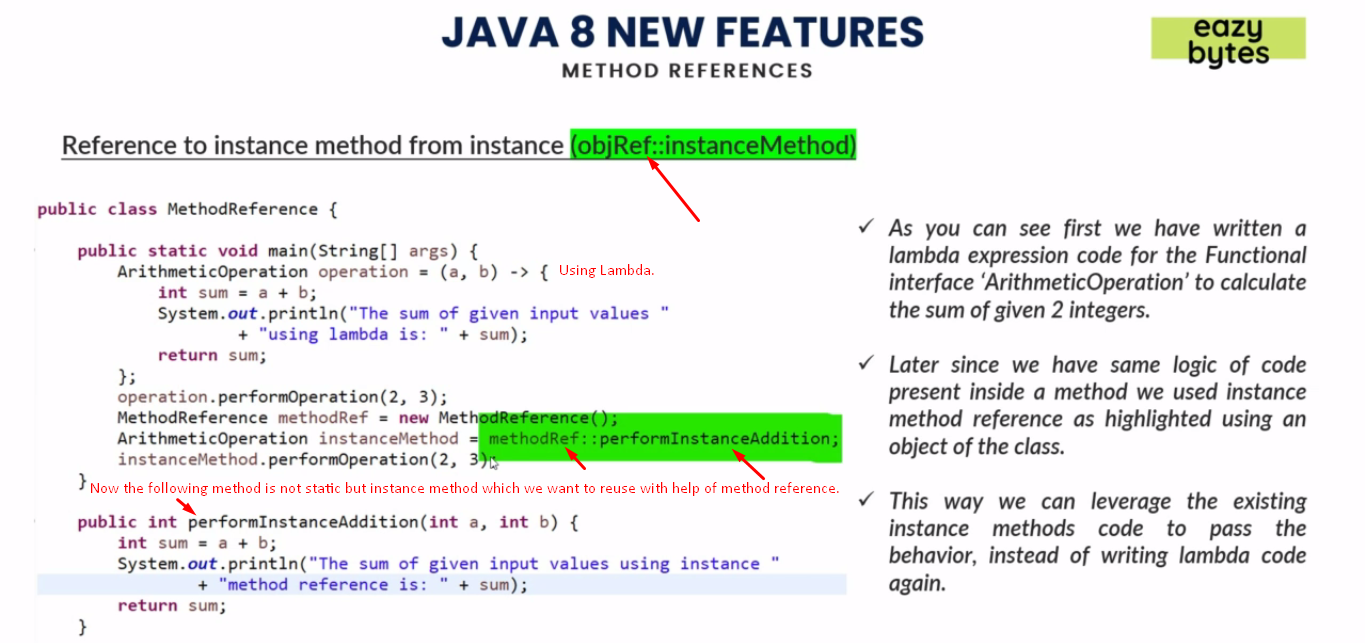 JAVA 8 NEW FEATURES
METHOD REFERENCES
eazy
bytes
Reference to instance method from instance (objRef::instanceMethod)
public class MethodReference {
public static void main(String[] args) {
ArithmeticOperation operation = (a, b) -> { Using Lambda.
int sum = a + b;
System.out.println("The sum of given input values "
+ "using lambda is: " + sum);
return sum;
};
operation.performOperation(2, 3);
MethodReference methodRef = new MethodReference();
ArithmeticOperation instanceMethod = methodRef::performInstanceAddition;
instanceMethod.performOperation(2, 3);
} Now the following method is not static but instance method which we want to reuse with help of method reference.
public int performInstanceAddition(int a, int b) {
int sum = a + b;
System.out.println("The sum of given input values using instance "
+ "method reference is: " + sum);
return sum;
}
✓ As you can see first we have written a
lambda expression code for the Functional
interface ‘ArithmeticOperation’ to calculate
the sum of given 2 integers.
✓ Later since we have same logic of code
present inside a method we used instance
method reference as highlighted using an
object of the class.
✓ This way we can leverage the existing
instance methods code to pass the
behavior, instead of writing lambda code
again.